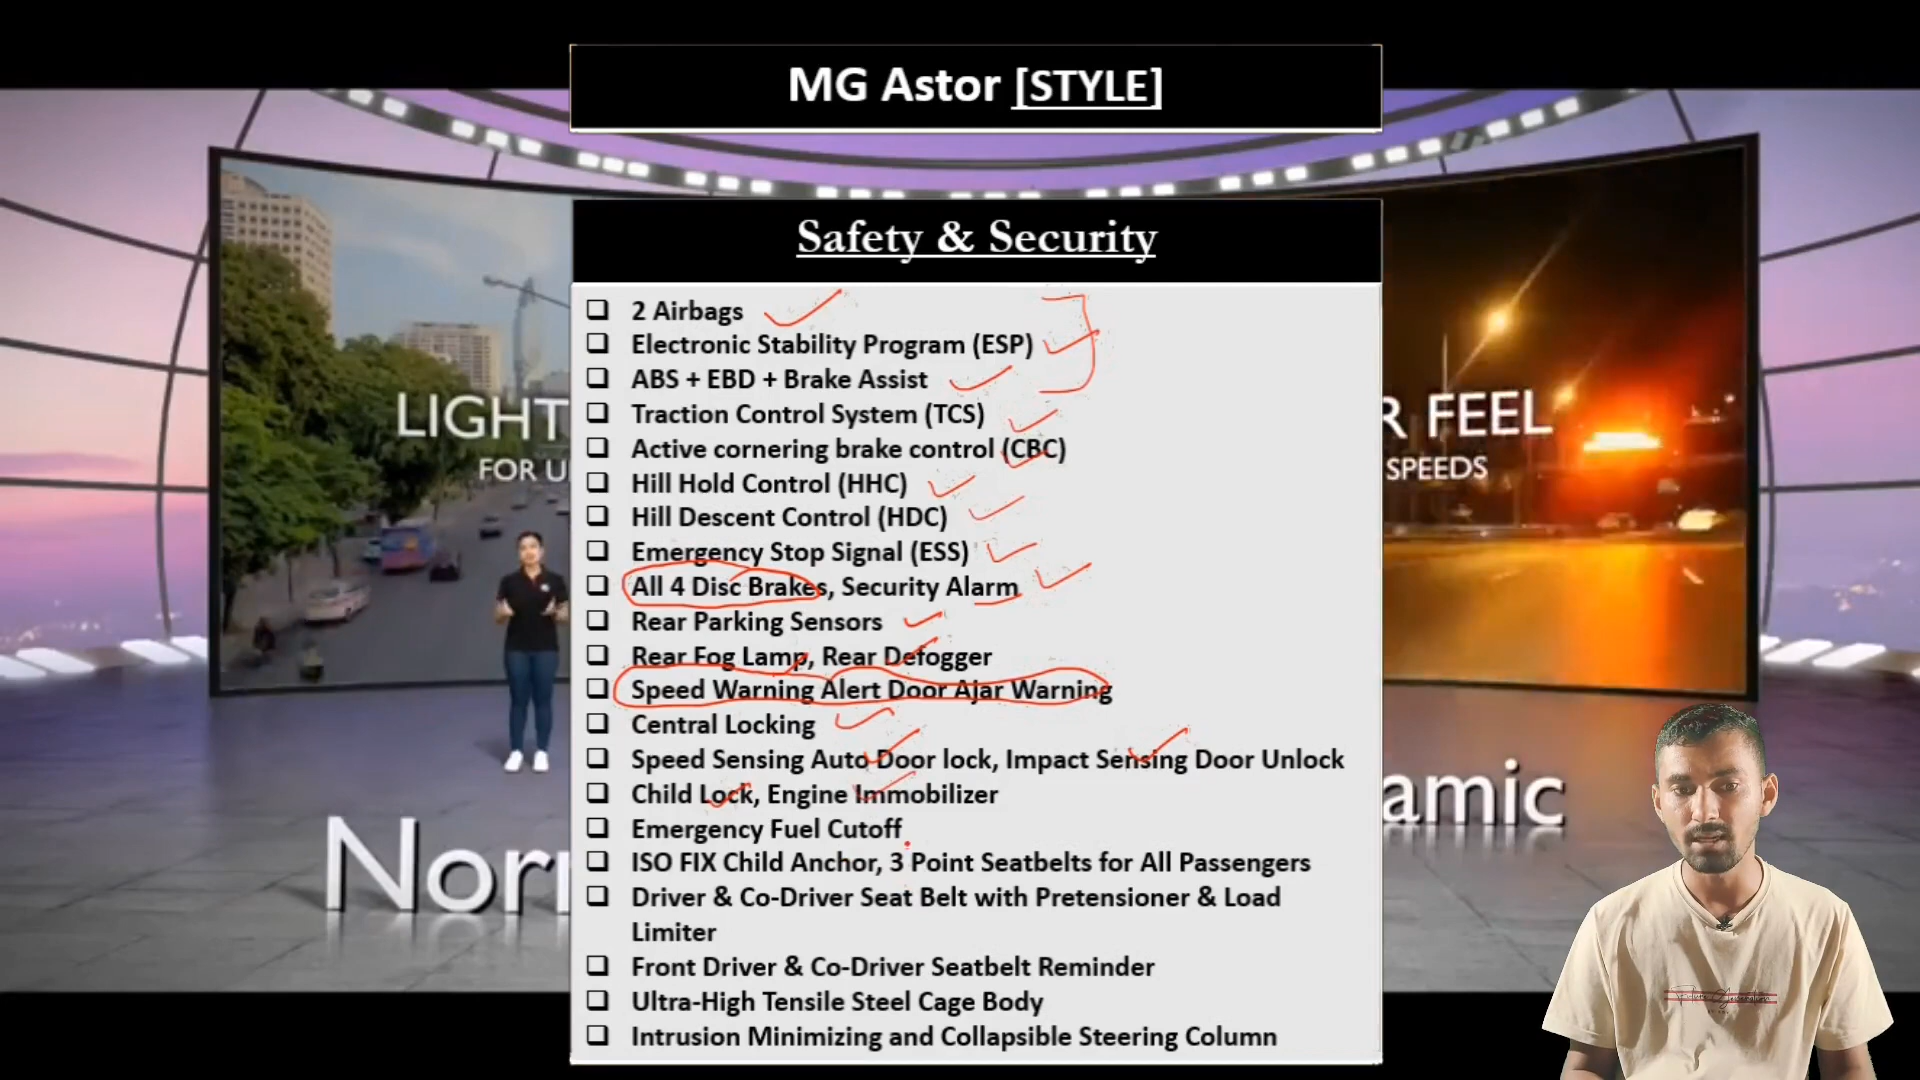 MG Astor [STYLE]
Safety & Security
2 Airbags
Electronic Stability Program (ESP)
ABS + EBD + Brake Assist
Traction Control System (TCS)
Active cornering brake control (CBC)
Hill Hold Control (HHC)
Hill Descent Control (HDC)
Emergency Stop Signal (ESS)
All 4 Disc Brakes, Security Alarm
Rear Parking Sensors
Rear Fog Lamp, Rear Defogger
Speed Warning Alert Door Ajar Warning
Central Locking
Speed Sensing Auto Door lock, Impact Sensing Door Unlock
Child Lock, Engine Immobilizer
Emergency Fuel Cutoff
ISO FIX Child Anchor, 3 Point Seatbelts for All Passengers
Driver & Co-Driver Seat Belt with Pretensioner & Load
Limiter
Front Driver & Co-Driver Seatbelt Reminder
Ultra-High Tensile Steel Cage Body
Intrusion Minimizing and Collapsible Steering Column
LIGHT
FOR U
Nor
R FEEL
SPEEDS
amic